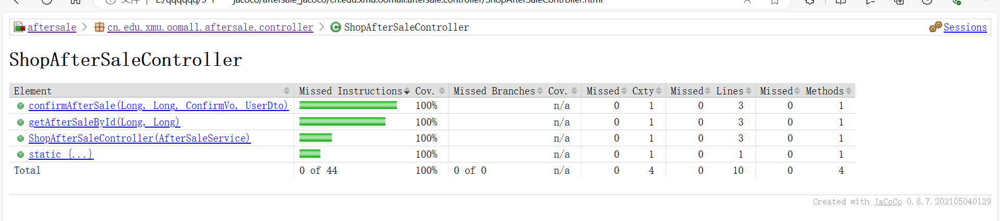 jacoco/aftersale_jacoco/cn.edu.xmu.oomall.aftersale.controller/ShopAfterSaleController.html
aftersale > cn.edu.xmu.oomall.aftersale.controller > ShopAfterSaleController Sessions
ShopAfterSaleController
Element Missed Instructions Cov. Missed Branches Cov. Missed Cxty Missed Lines Missed Methods
confirmAfterSale(Long, Long, ConfirmVo, UserDto) 100% n/a 0 1 0 3 0 1
getAfterSaleById(Long, Long) 100% n/a 0 1 0 3 0 1
ShopAfterSaleController(AfterSaleService) 100% n/a 0 1 0 3 0 1
static {...} 100% n/a 0 1 0 1 0 1
Total 0 of 44 100% 0 of 0 n/a 0 4 0 10 0 4
Created with JaCoCo 0.8.7.202105040129